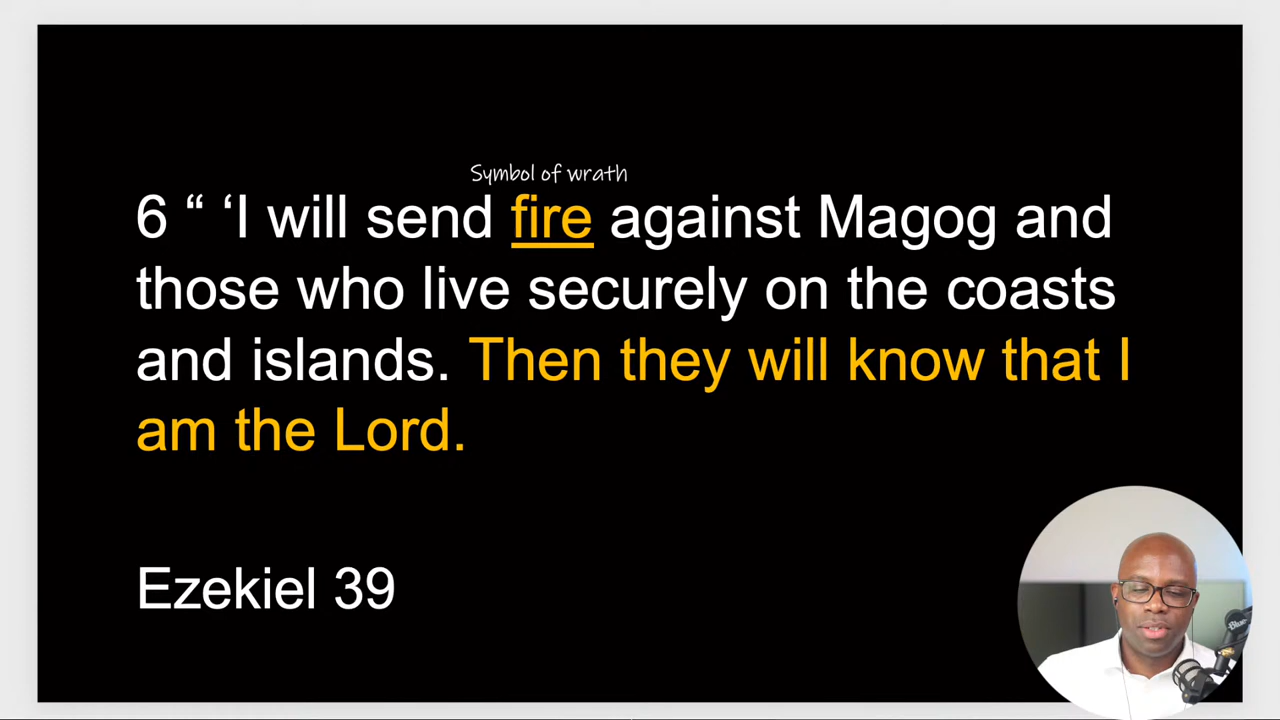 Symbol of wrath
6 “ ‘I will send fire against Magog and
those who live securely on the coasts
and islands. Then they will know that I
am the Lord.
Ezekiel 39
Blue